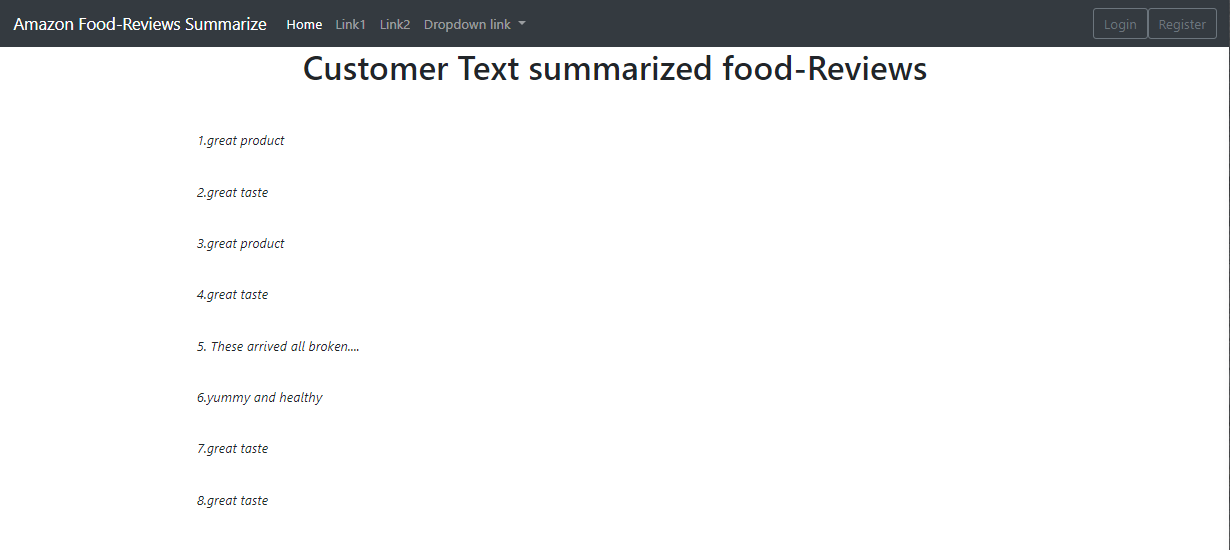 Amazon Food-Reviews Summarize Home Link1 Link2 Dropdown link Login Register
Customer Text summarized food-Reviews
1.great product
2.great taste
3.great product
4.great taste
5. These arrived all broken....
6.yummy and healthy
7.great taste
8.great taste